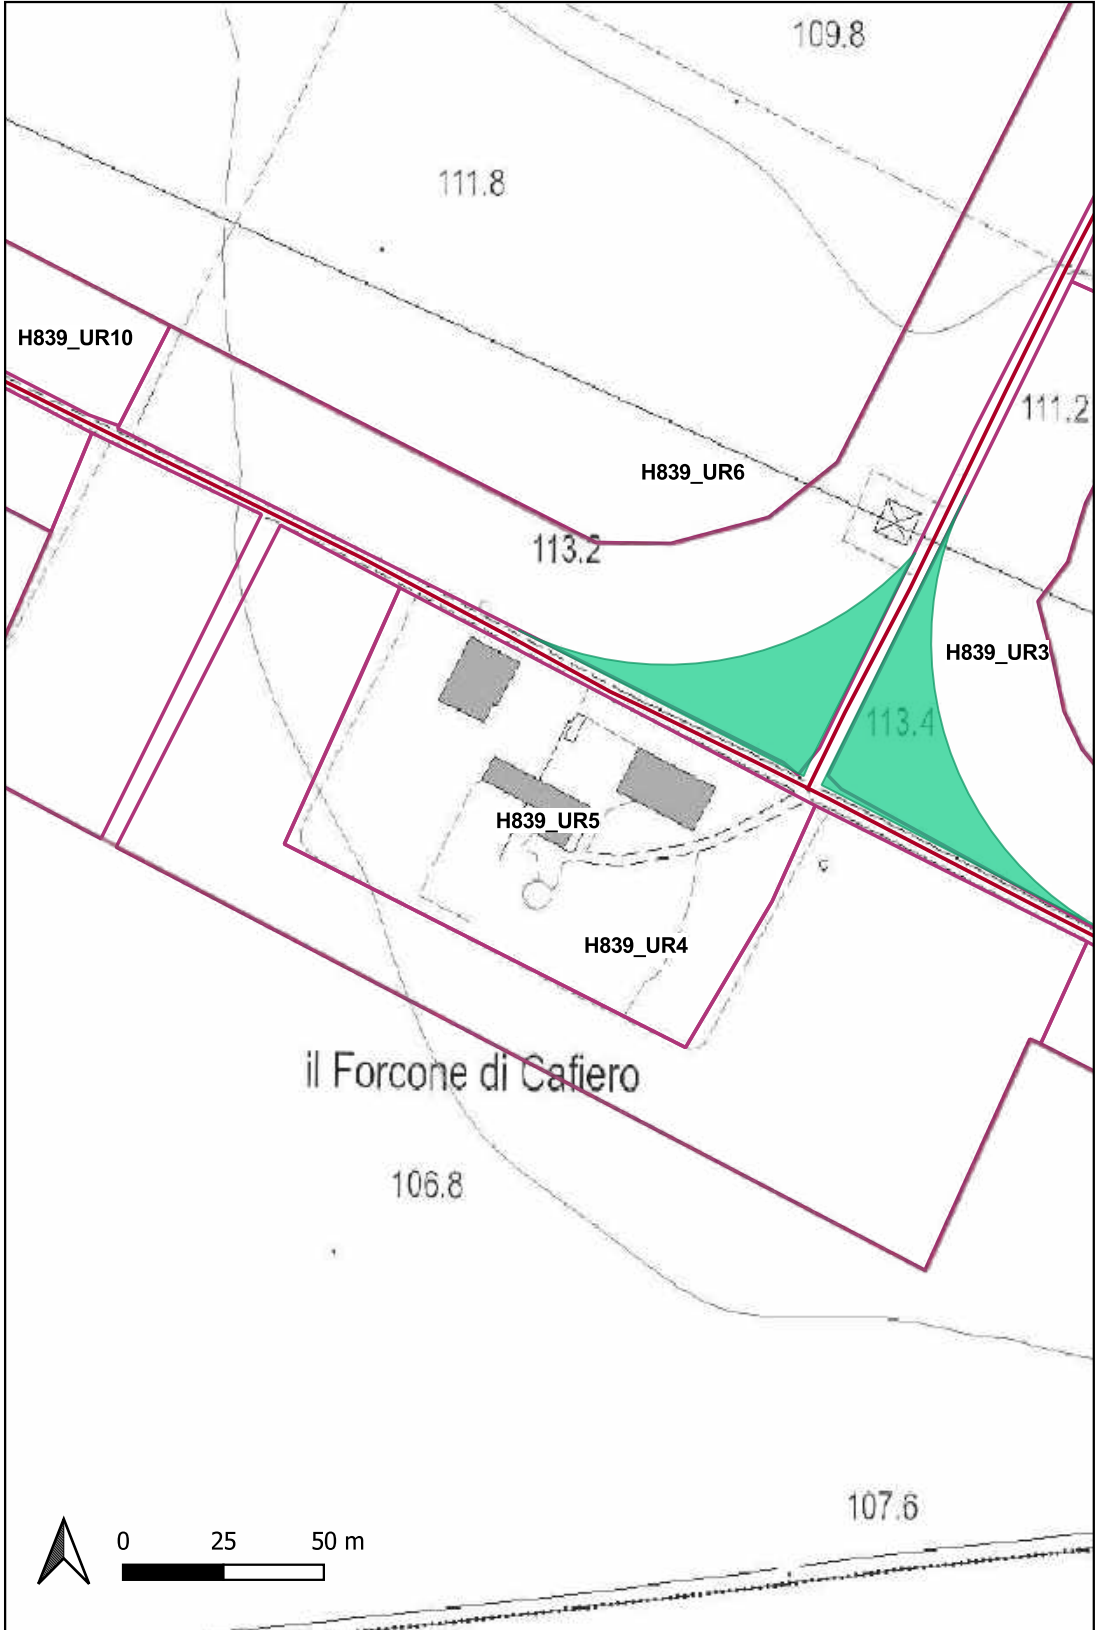 109.8
111.8
H839_UR10
111.2
H839_UR6
113.2
H839_UR3
113.4
H839_UR5
H839_UR4
il Forcone di Cafiero
106.8
107.6
0 25 50 m